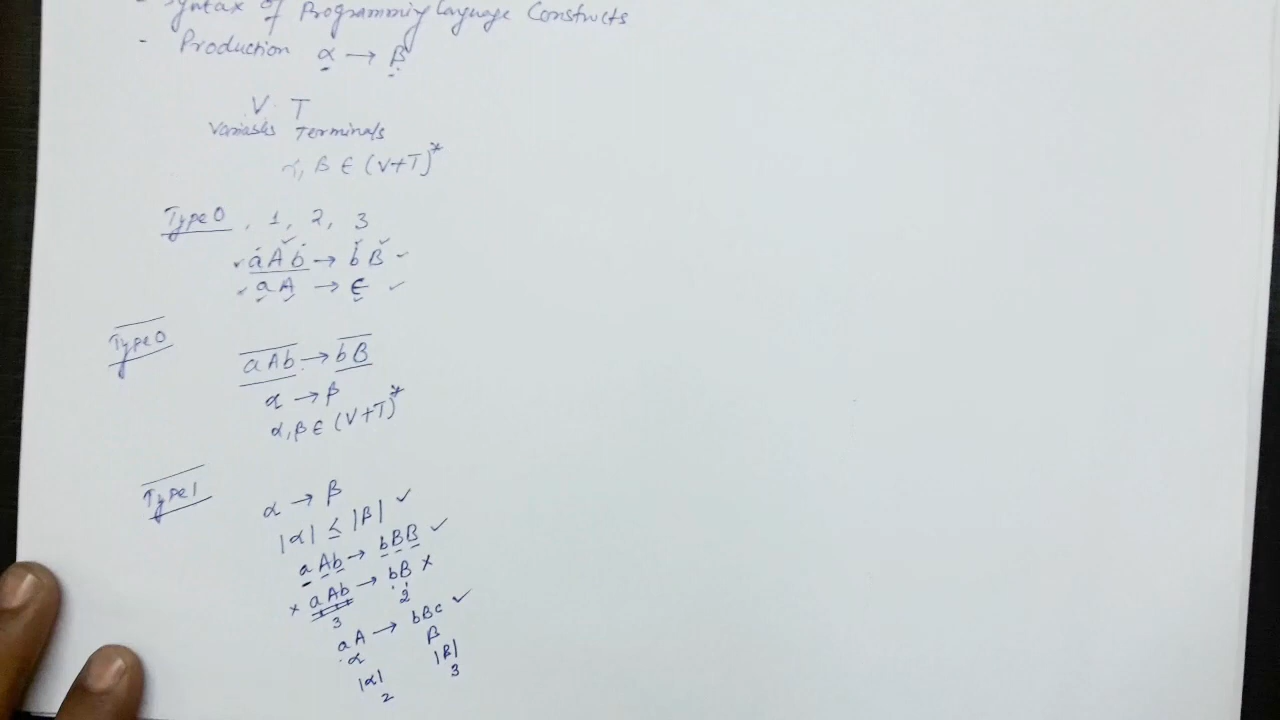 - Syntax of Programming Language Constructs
- Production α → β
V T
Variables Terminals
α, β ∈ (V+T)*
Type 0, 1, 2, 3
✓ aAb → bB ✓
✓ aA → ϵ ✓
Type 0
aAb → bB
α → β
α, β ∈ (V+T)*
Type 1
α → β
|α| ≤ |β| ✓
aAb → bBB ✓
× aAb → bB ×
3 2
aA → bBc ✓
α β
|α| |β|
2 3